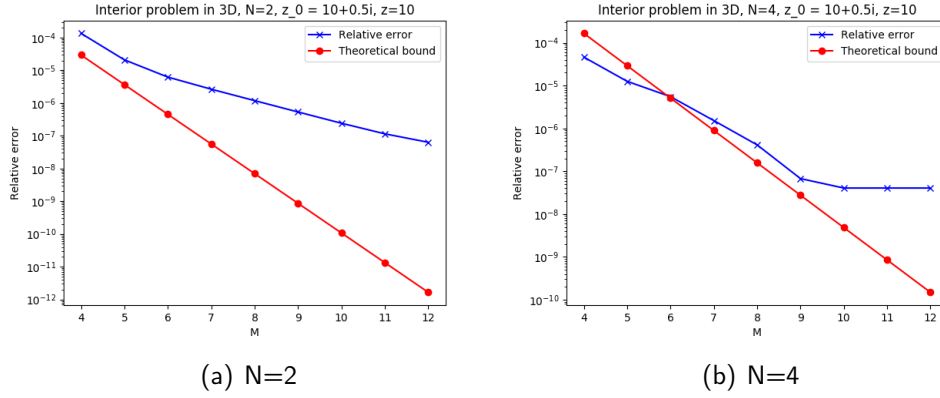 Interior problem in 3D, N=2, z_0 = 10+0.5i, z=10
Relative error
Theoretical bound
10⁻⁴
10⁻⁵
10⁻⁶
10⁻⁷
10⁻⁸
10⁻⁹
10⁻¹⁰
10⁻¹¹
10⁻¹²
Relative error
4 5 6 7 8 9 10 11 12
M
(a) N=2
Interior problem in 3D, N=4, z_0 = 10+0.5i, z=10
Relative error
Theoretical bound
10⁻⁴
10⁻⁵
10⁻⁶
10⁻⁷
10⁻⁸
10⁻⁹
10⁻¹⁰
Relative error
4 5 6 7 8 9 10 11 12
M
(b) N=4